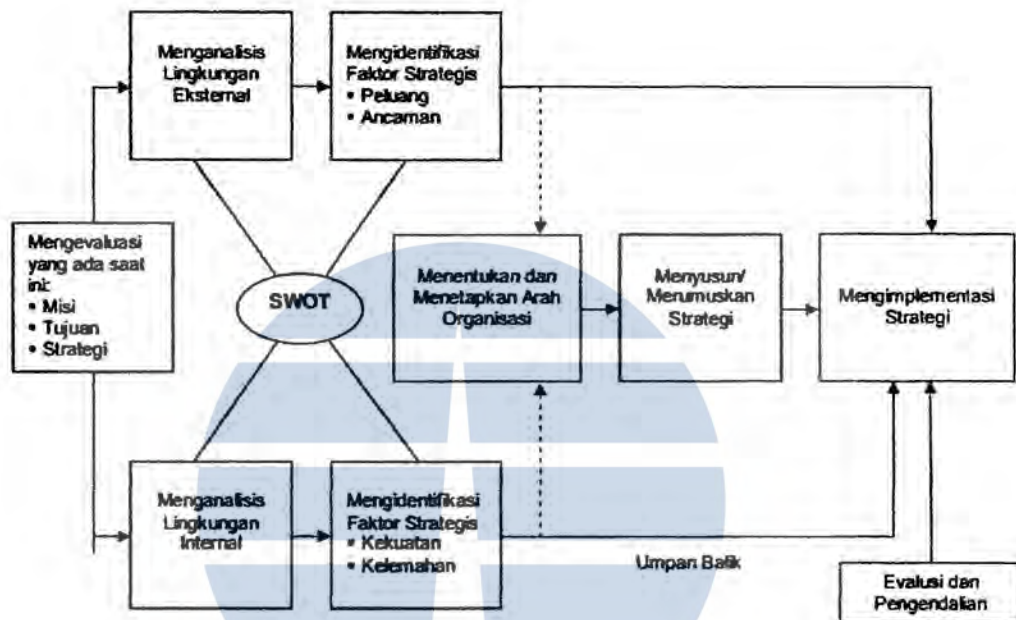 Menganalisis
Lingkungan
Eksternal
Mengidentifikasi
Faktor Strategis
• Peluang
• Ancaman
Mengevaluasi
yang ada saat
ini:
• Misi
• Tujuan
• Strategi
SWOT
Menentukan dan
Menetapkan Arah
Organisasi
Menyusun/
Merumuskan
Strategi
Mengimplementasi
Strategi
Menganalisis
Lingkungan
Internal
Mengidentifikasi
Faktor Strategis
• Kekuatan
• Kelemahan
Umpan Balik
Evalusi dan
Pengendalian